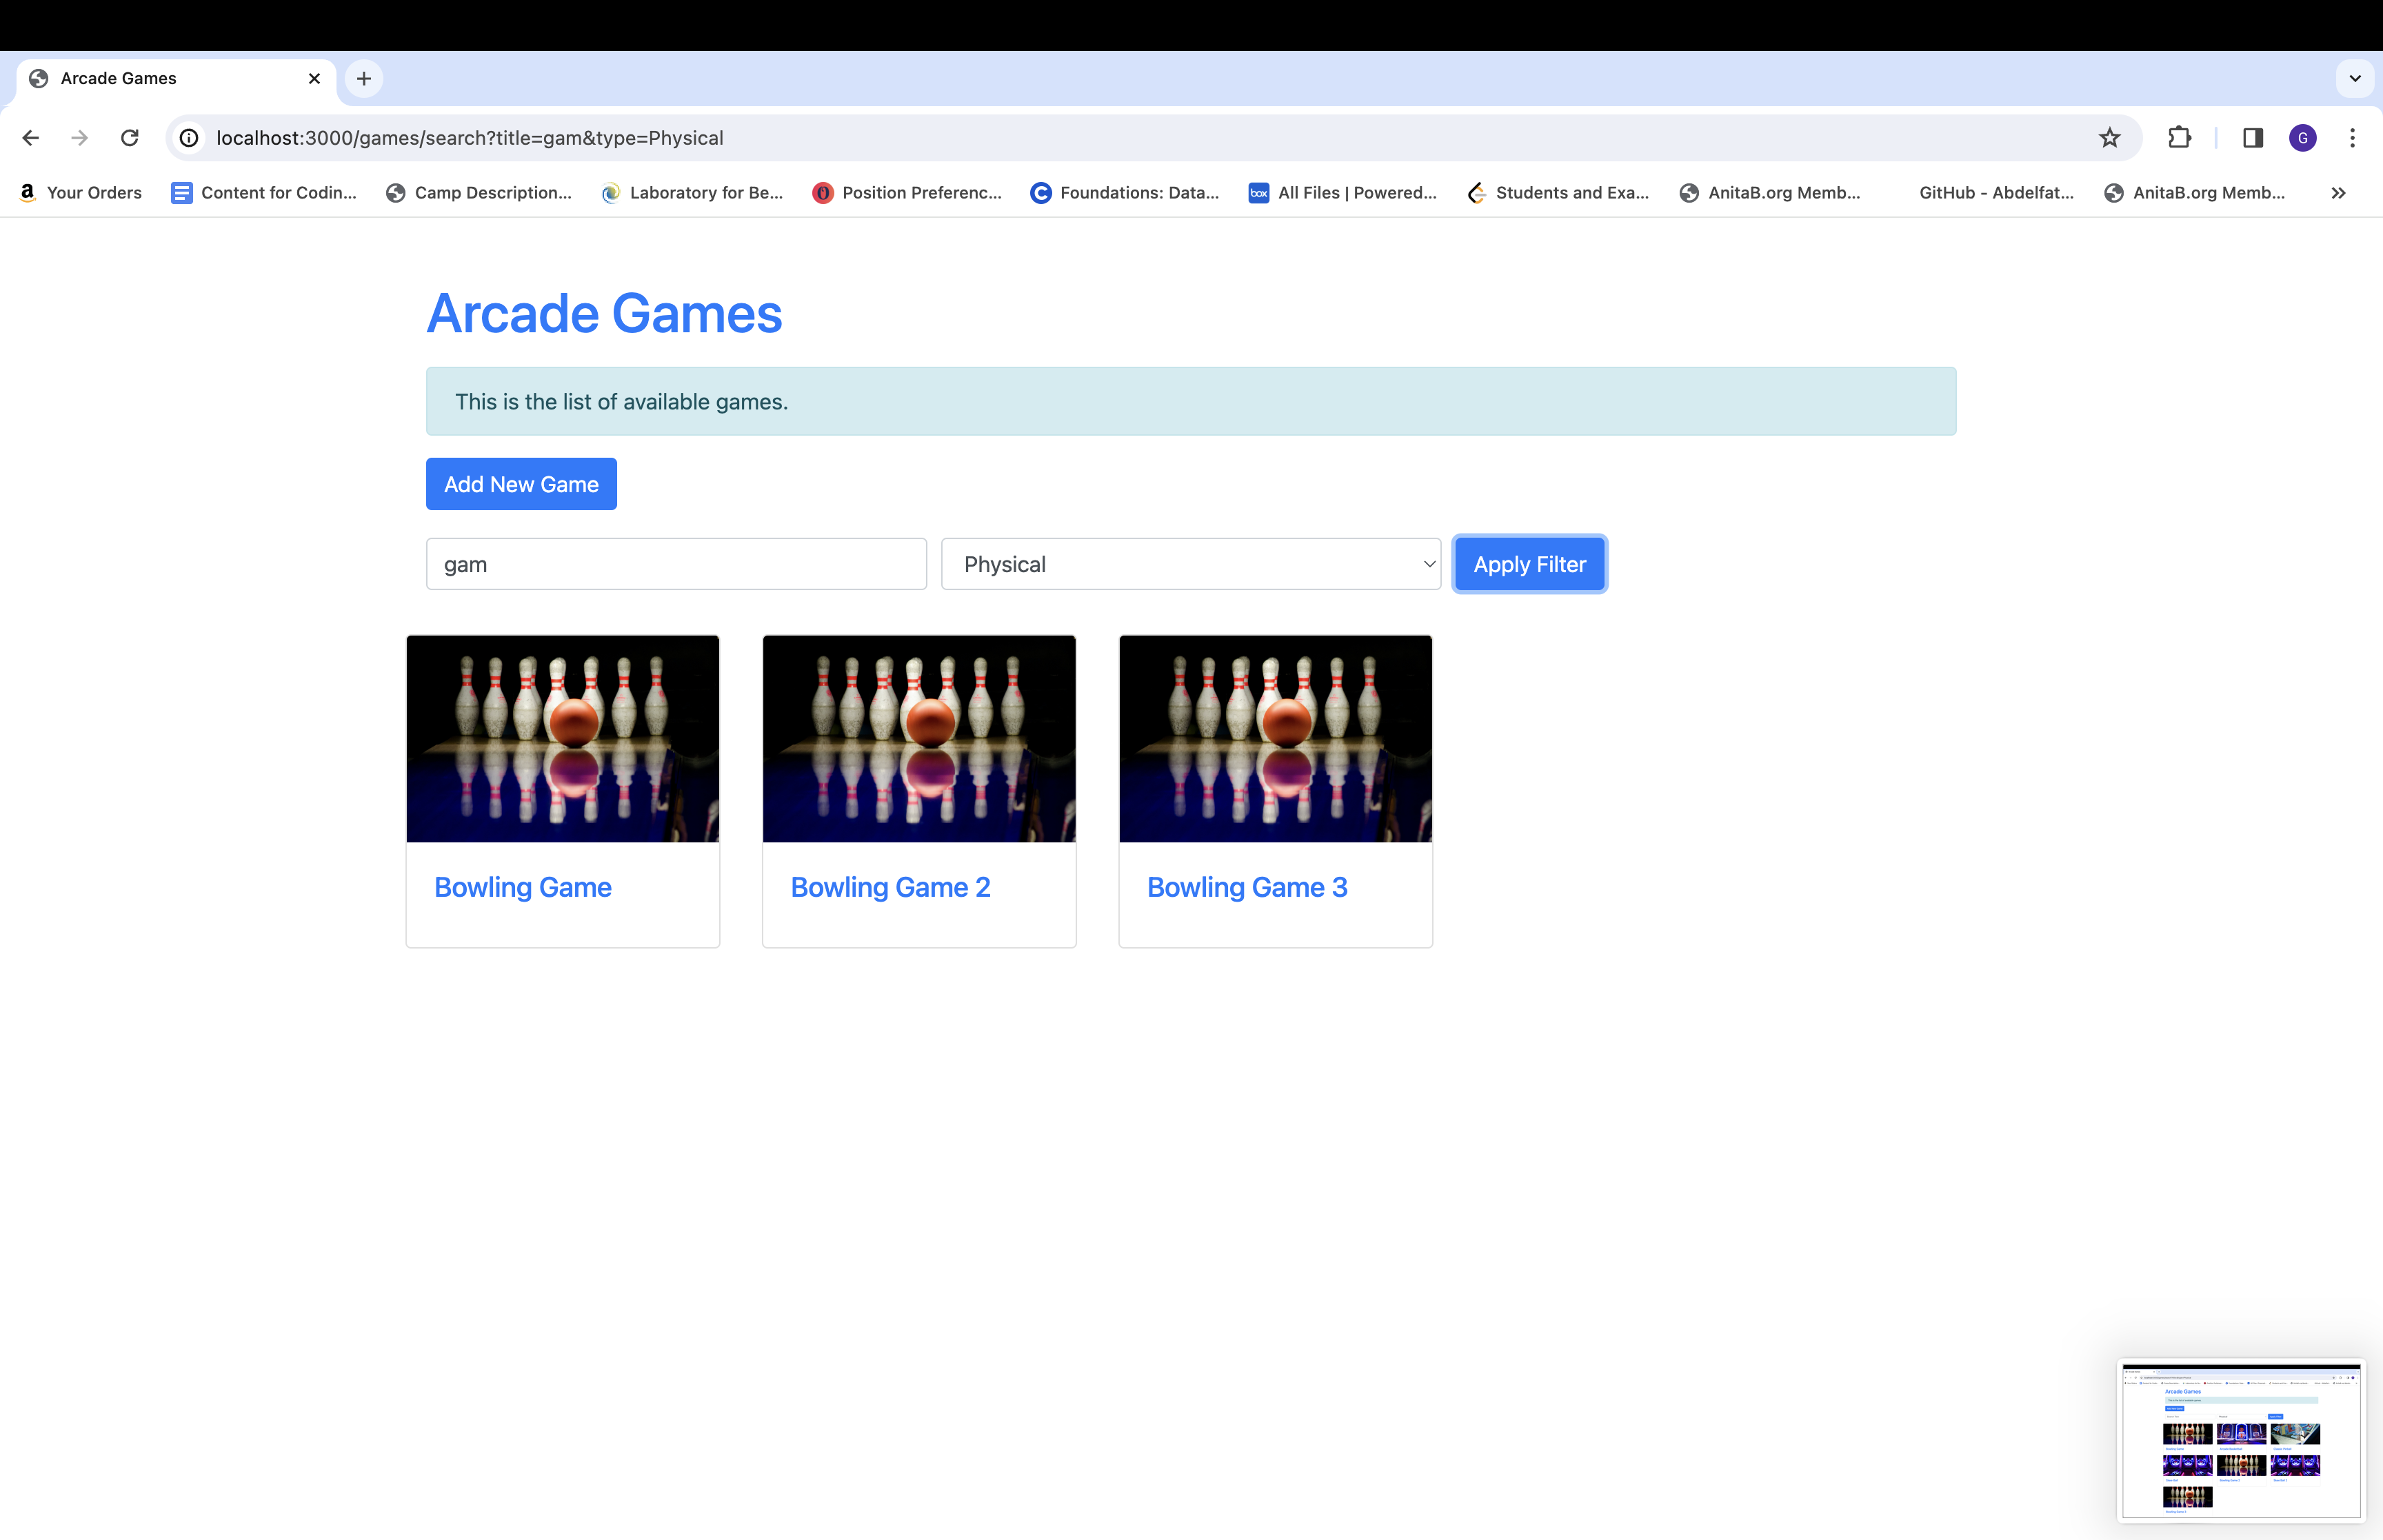 Arcade Games
localhost:3000/games/search?title=gam&type=Physical
G
a Your Orders Content for Codin... Camp Description... Laboratory for Be... Position Preferenc... Foundations: Data... box All Files | Powered... Students and Exa... AnitaB.org Memb... GitHub - Abdelfat... AnitaB.org Memb...
Arcade Games
This is the list of available games.
Add New Game
gam Physical Apply Filter
Bowling Game Bowling Game 2 Bowling Game 3
Arcade Games